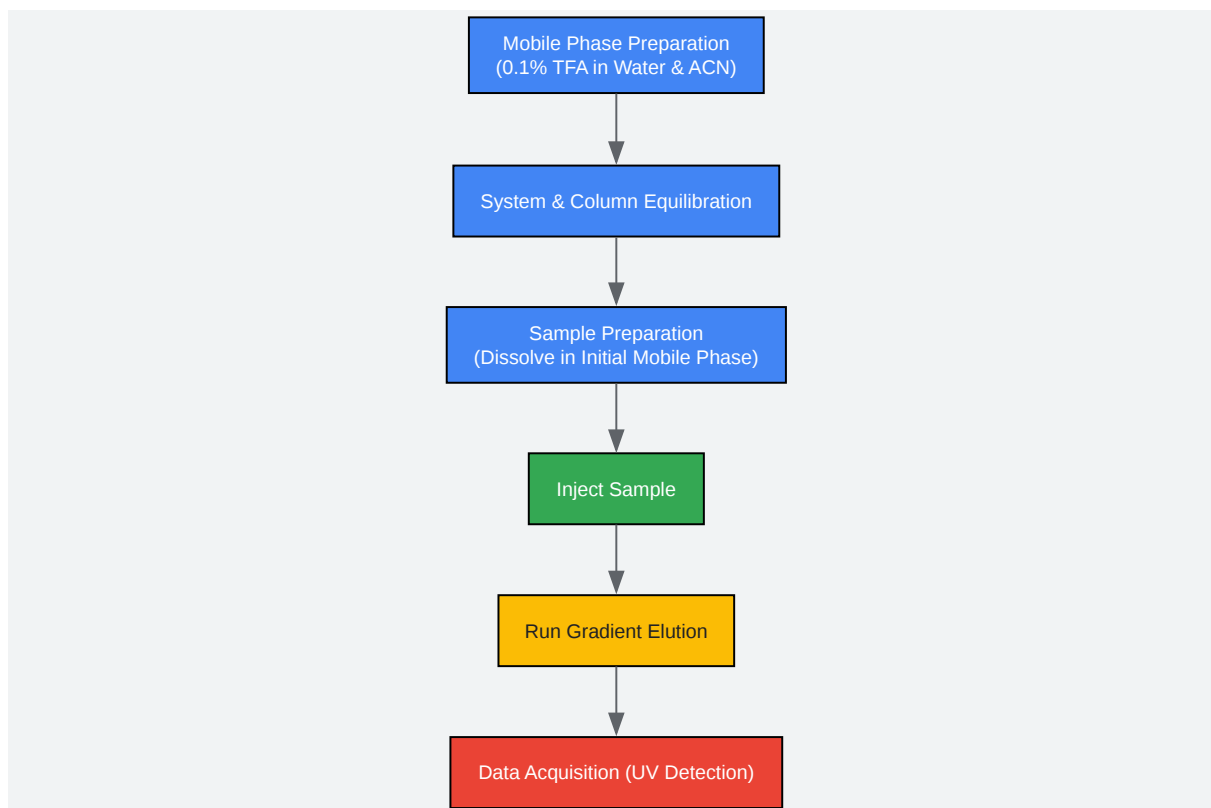 Mobile Phase Preparation
(0.1% TFA in Water & ACN)
System & Column Equilibration
Sample Preparation
(Dissolve in Initial Mobile Phase)
Inject Sample
Run Gradient Elution
Data Acquisition (UV Detection)